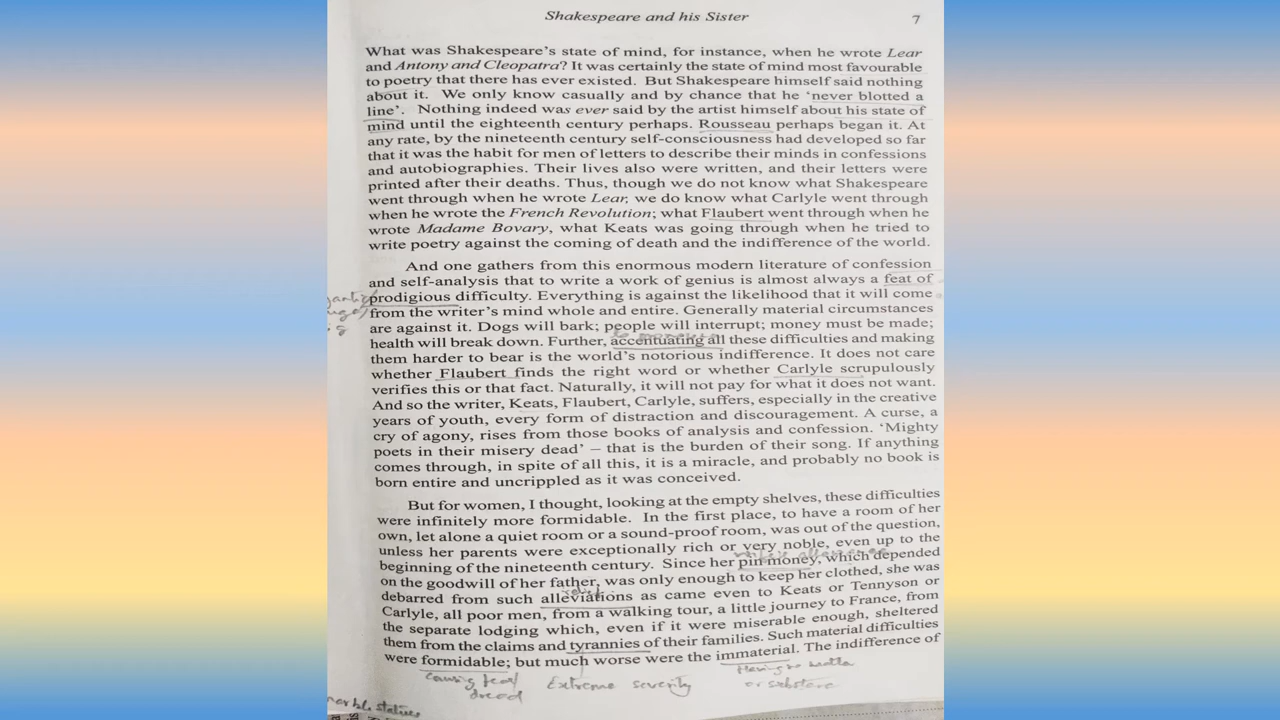 Shakespeare and his Sister 7
What was Shakespeare's state of mind, for instance, when he wrote Lear
and Antony and Cleopatra? It was certainly the state of mind most favourable
to poetry that there has ever existed. But Shakespeare himself said nothing
about it. We only know casually and by chance that he 'never blotted a
line'. Nothing indeed was ever said by the artist himself about his state of
mind until the eighteenth century perhaps. Rousseau perhaps began it. At
any rate, by the nineteenth century self-consciousness had developed so far
that it was the habit for men of letters to describe their minds in confessions
and autobiographies. Their lives also were written, and their letters were
printed after their deaths. Thus, though we do not know what Shakespeare
went through when he wrote Lear, we do know what Carlyle went through
when he wrote the French Revolution; what Flaubert went through when he
wrote Madame Bovary, what Keats was going through when he tried to
write poetry against the coming of death and the indifference of the world.
And one gathers from this enormous modern literature of confession
and self-analysis that to write a work of genius is almost always a feat of
prodigious difficulty. Everything is against the likelihood that it will come
from the writer's mind whole and entire. Generally material circumstances
are against it. Dogs will bark; people will interrupt; money must be made;
health will break down. Further, accentuating all these difficulties and making
them harder to bear is the world's notorious indifference. It does not care
whether Flaubert finds the right word or whether Carlyle scrupulously
verifies this or that fact. Naturally, it will not pay for what it does not want.
And so the writer, Keats, Flaubert, Carlyle, suffers, especially in the creative
years of youth, every form of distraction and discouragement. A curse, a
cry of agony, rises from those books of analysis and confession. 'Mighty
poets in their misery dead' – that is the burden of their song. If anything
comes through, in spite of all this, it is a miracle, and probably no book is
born entire and uncrippled as it was conceived.
But for women, I thought, looking at the empty shelves, these difficulties
were infinitely more formidable. In the first place, to have a room of her
own, let alone a quiet room or a sound-proof room, was out of the question,
unless her parents were exceptionally rich or very noble, even up to the
beginning of the nineteenth century. Since her pin money, which depended
on the goodwill of her father, was only enough to keep her clothed, she was
debarred from such alleviations as came even to Keats or Tennyson or
Carlyle, all poor men, from a walking tour, a little journey to France, from
the separate lodging which, even if it were miserable enough, sheltered
them from the claims and tyrannies of their families. Such material difficulties
were formidable; but much worse were the immaterial. The indifference of
causing fear/ Extreme severity Having no
dread or
statues